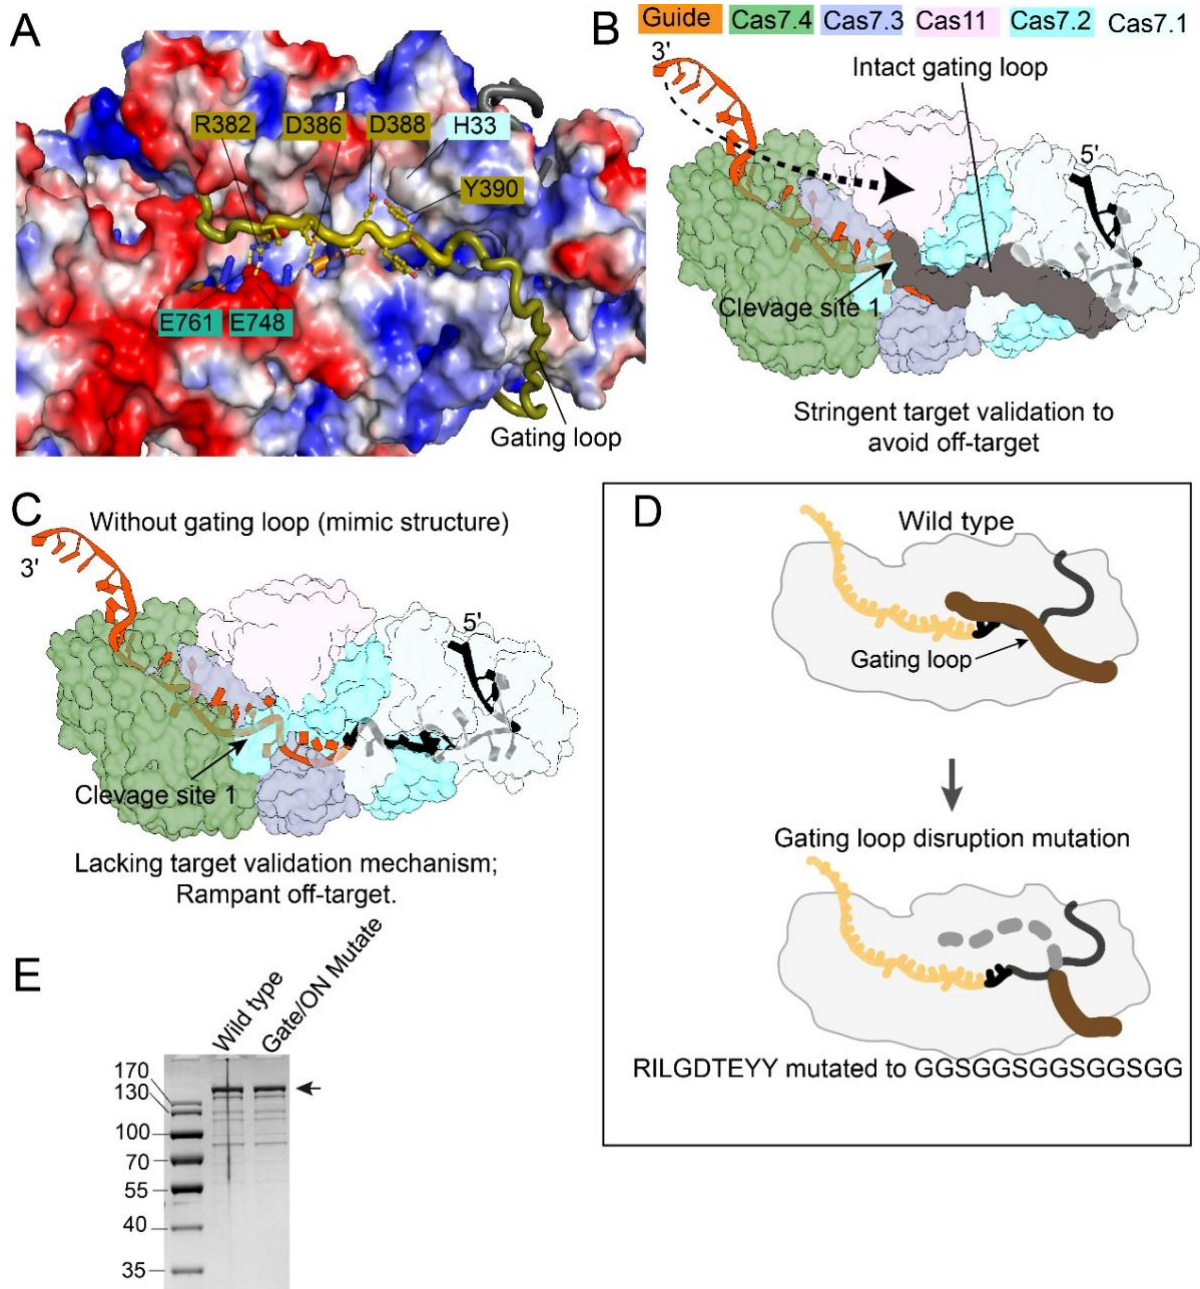 A
R382
D386
D388
H33
Y390
E761
E748
Gating loop
B
Guide
Cas7.4
Cas7.3
Cas11
Cas7.2
Cas7.1
3'
Intact gating loop
5'
Clevage site 1
Stringent target validation to
avoid off-target
C
Without gating loop (mimic structure)
3'
5'
Clevage site 1
Lacking target validation mechanism;
Rampant off-target.
D
Wild type
Gating loop
Gating loop disruption mutation
RILGDTEYY mutated to GGSGGSGGSGGSGG
E
Wild type
Gate/ON Mutate
170
130
100
70
55
40
35